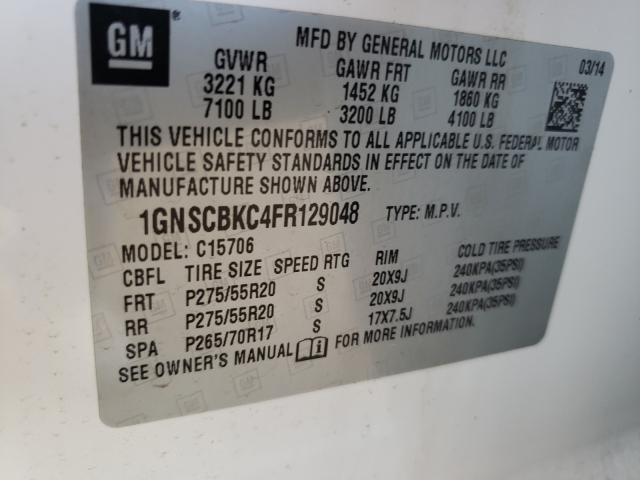 GM
MFD BY GENERAL MOTORS LLC
03/14
GVWR GAWR FRT GAWR RR
3221 KG 1452 KG 1860 KG
7100 LB 3200 LB 4100 LB
THIS VEHICLE CONFORMS TO ALL APPLICABLE U.S. FEDERAL MOTOR
VEHICLE SAFETY STANDARDS IN EFFECT ON THE DATE OF
MANUFACTURE SHOWN ABOVE.
1GNSCBKC4FR129048 TYPE: M.P.V.
MODEL: C15706
CBFL TIRE SIZE SPEED RTG RIM COLD TIRE PRESSURE
FRT P275/55R20 S 20X9J 240KPA(35PSI)
RR P275/55R20 S 20X9J 240KPA(35PSI)
SPA P265/70R17 S 17X7.5J 240KPA(35PSI)
SEE OWNER'S MANUAL FOR MORE INFORMATION.